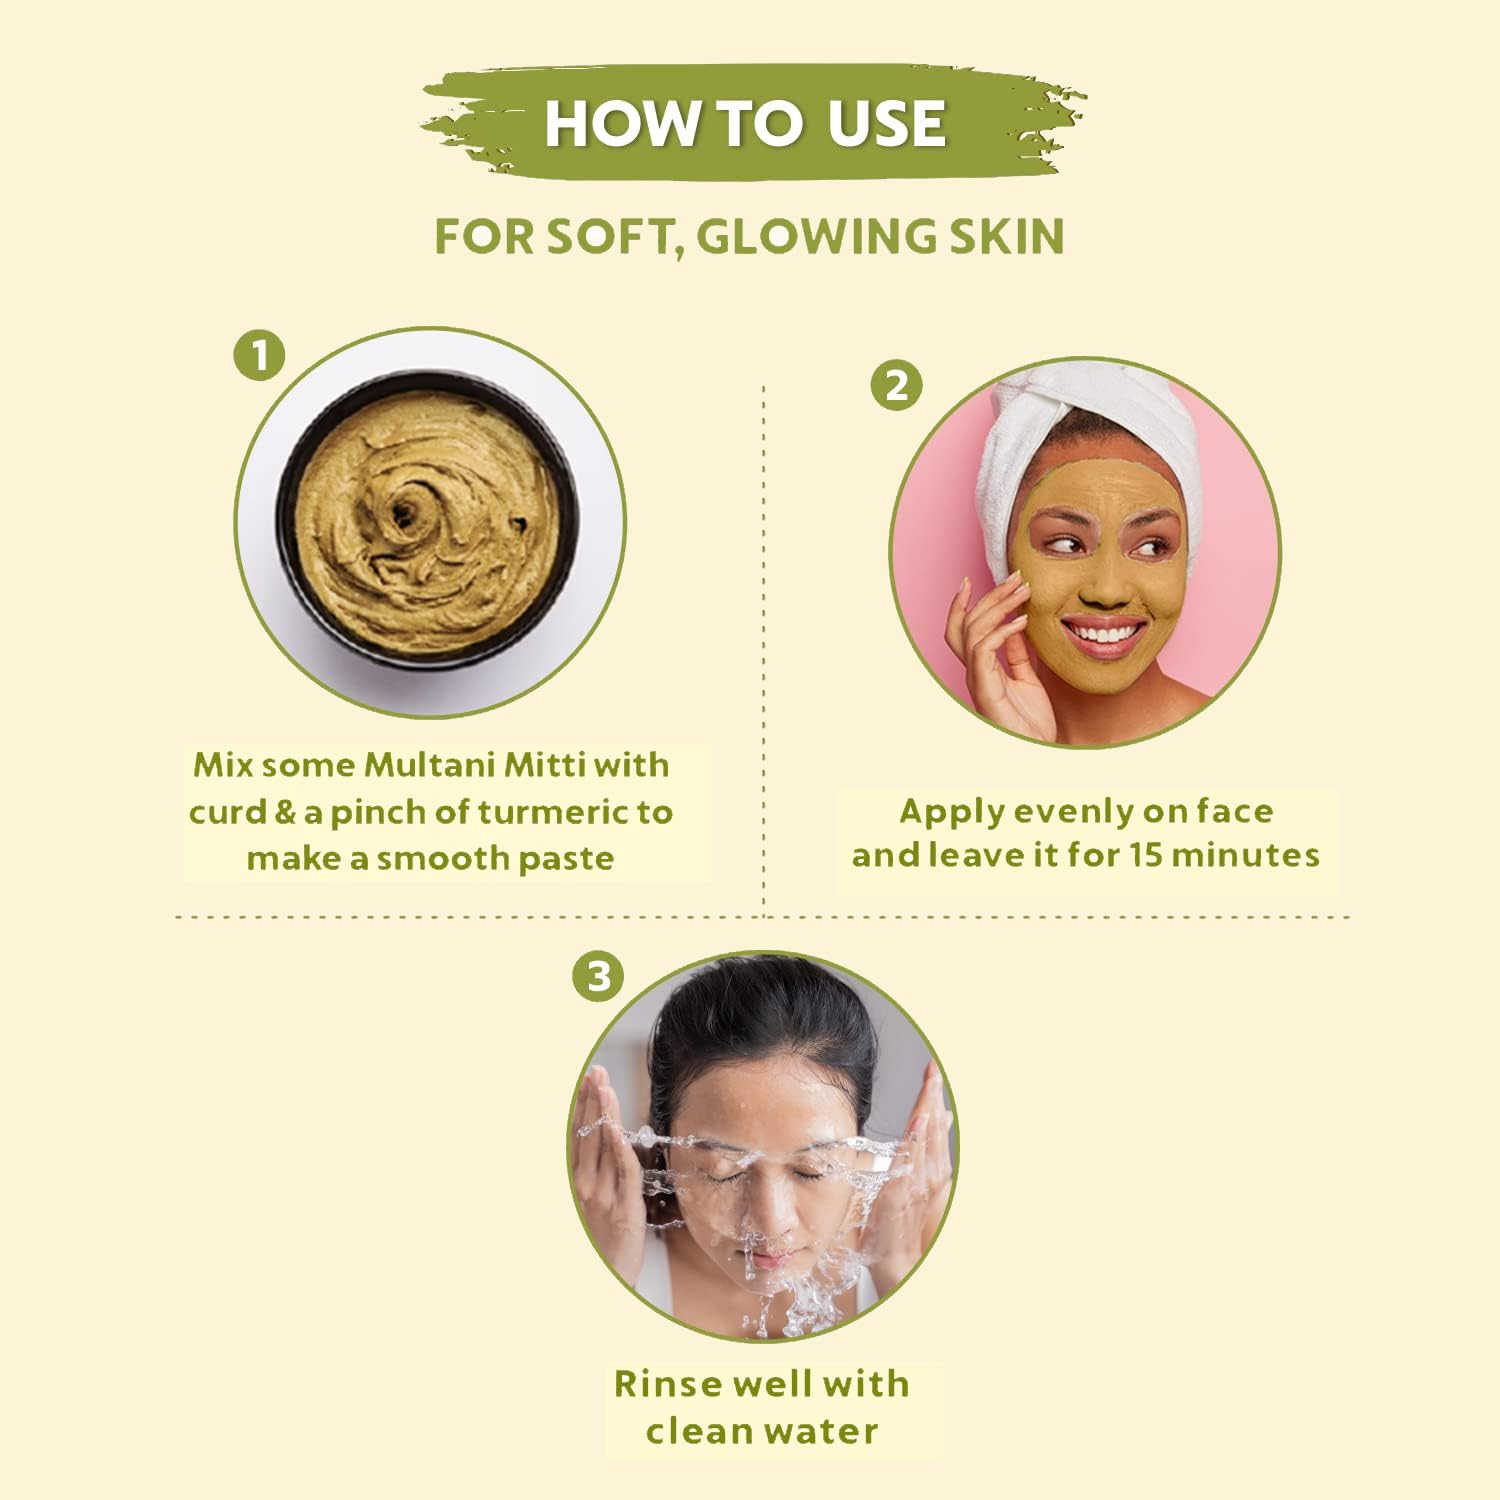 HOW TO USE
FOR SOFT, GLOWING SKIN
1
Mix some Multani Mitti with
curd & a pinch of turmeric to
make a smooth paste
2
Apply evenly on face
and leave it for 15 minutes
3
Rinse well with
clean water